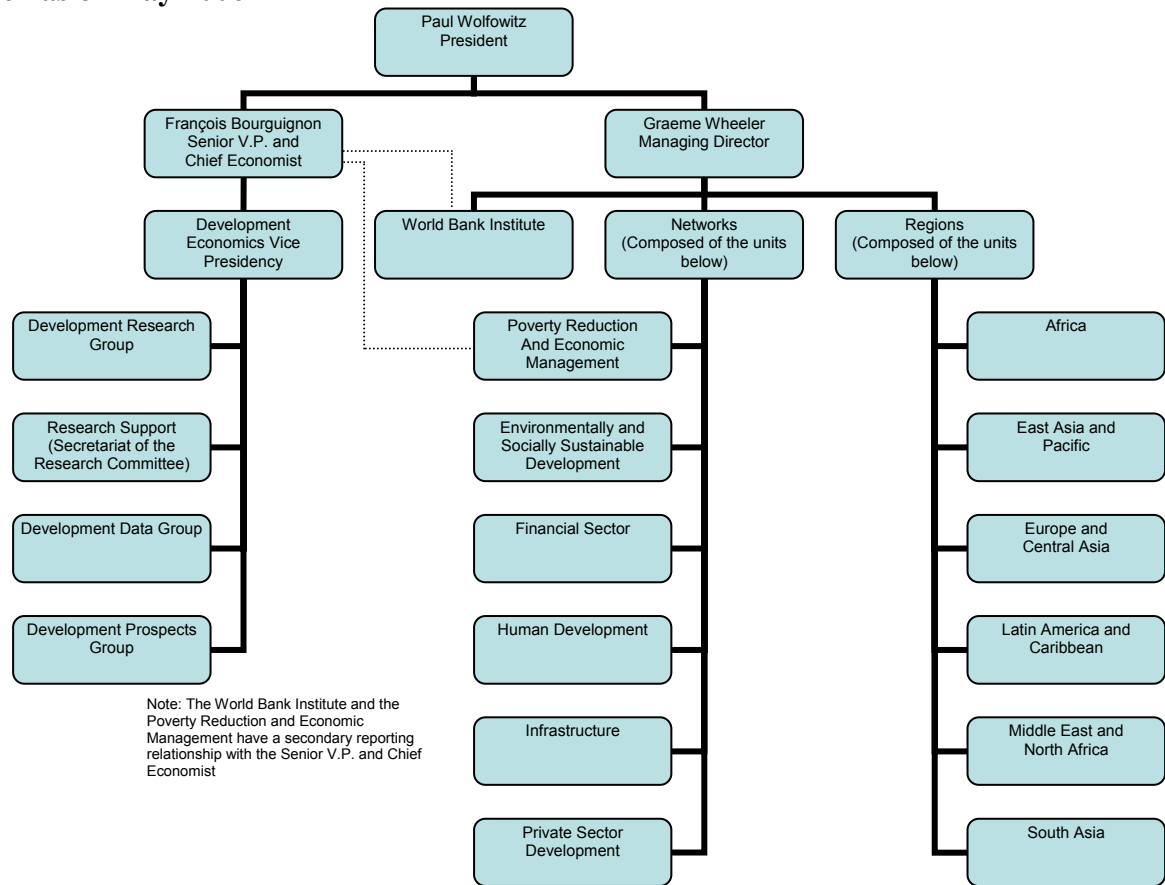 Paul Wolfowitz
President
François Bourguignon
Senior V.P. and
Chief Economist
Graeme Wheeler
Managing Director
Development
Economics Vice
Presidency
World Bank Institute
Networks
(Composed of the units
below)
Regions
(Composed of the units
below)
Development Research
Group
Research Support
(Secretariat of the
Research Committee)
Development Data Group
Development Prospects
Group
Poverty Reduction
And Economic
Management
Environmentally and
Socially Sustainable
Development
Financial Sector
Human Development
Infrastructure
Private Sector
Development
Africa
East Asia and
Pacific
Europe and
Central Asia
Latin America and
Caribbean
Middle East and
North Africa
South Asia
Note: The World Bank Institute and the
Poverty Reduction and Economic
Management have a secondary reporting
relationship with the Senior V.P. and Chief
Economist